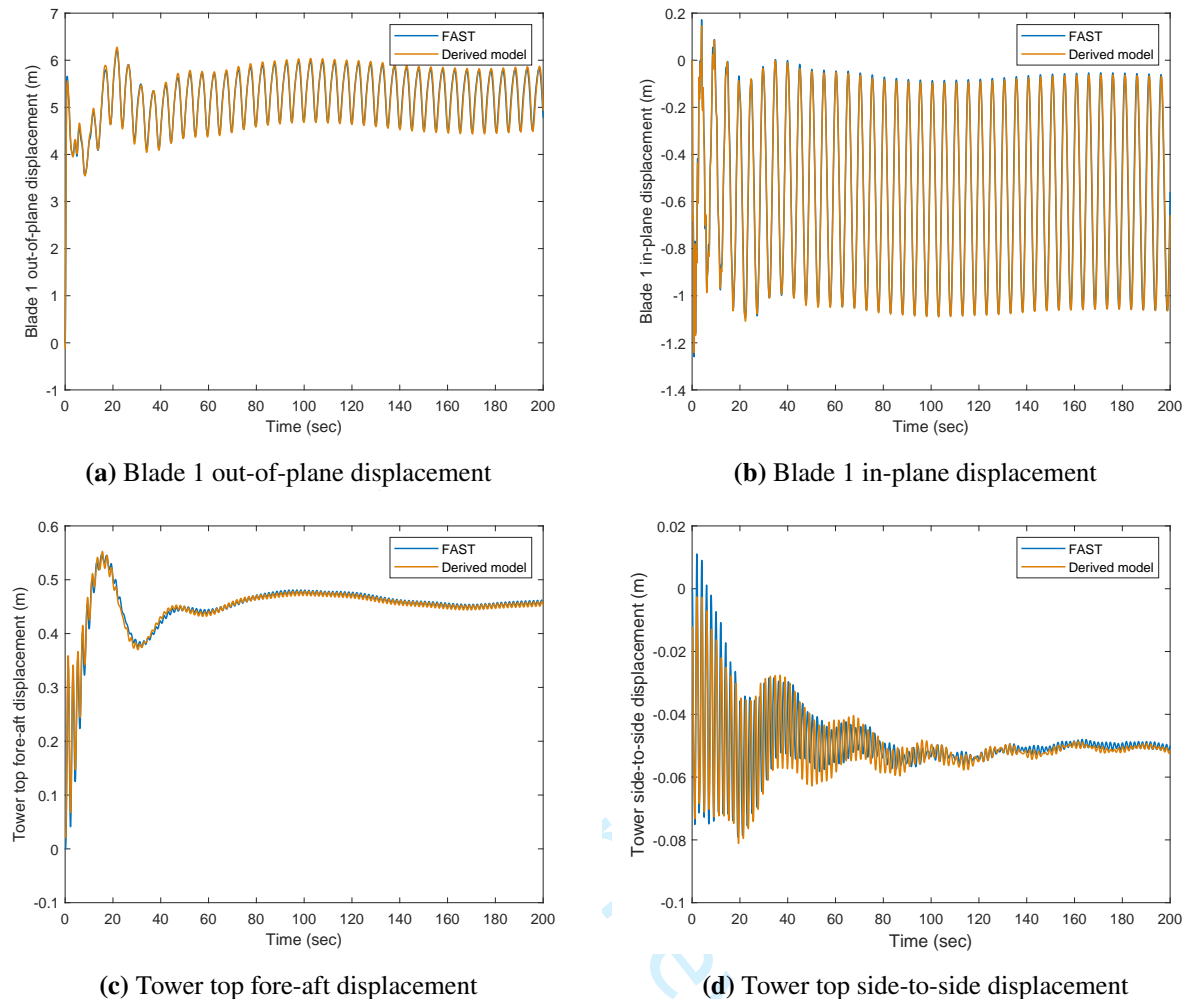 7
6
5
4
3
2
1
0
-1
Blade 1 out-of-plane displacement (m)
FAST
Derived model
0 20 40 60 80 100 120 140 160 180 200
Time (sec)
(a) Blade 1 out-of-plane displacement
0.2
0
-0.2
-0.4
-0.6
-0.8
-1
-1.2
-1.4
Blade 1 in-plane displacement (m)
FAST
Derived model
0 20 40 60 80 100 120 140 160 180 200
Time (sec)
(b) Blade 1 in-plane displacement
0.6
0.5
0.4
0.3
0.2
0.1
0
-0.1
Tower top fore-aft displacement (m)
FAST
Derived model
0 20 40 60 80 100 120 140 160 180 200
Time (sec)
(c) Tower top fore-aft displacement
0.02
0
-0.02
-0.04
-0.06
-0.08
-0.1
Tower side-to-side displacement (m)
FAST
Derived model
0 20 40 60 80 100 120 140 160 180 200
Time (sec)
(d) Tower top side-to-side displacement